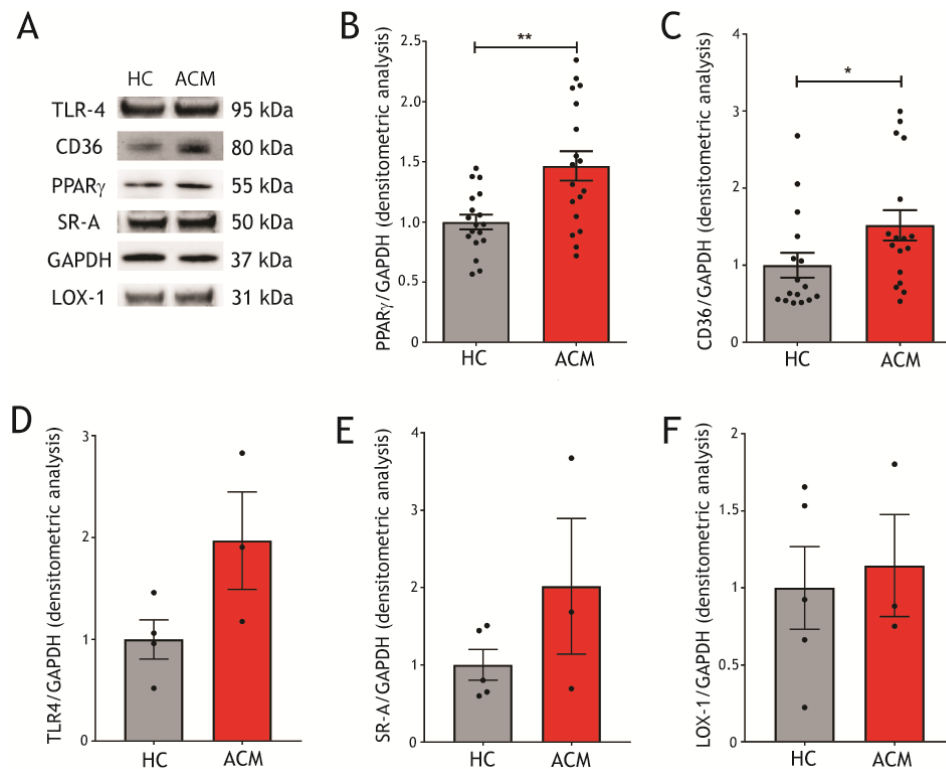 A
HC ACM
TLR-4 95 kDa
CD36 80 kDa
PPARγ 55 kDa
SR-A 50 kDa
GAPDH 37 kDa
LOX-1 31 kDa
B
PPARγ/GAPDH (densitometric analysis)
2.5
2.0
1.5
1.0
0.5
0.0
**
HC ACM
C
CD36/GAPDH (densitometric analysis)
4
3
2
1
0
*
HC ACM
D
TLR4/GAPDH (densitometric analysis)
3
2
1
0
HC ACM
E
SR-A/GAPDH (densitometric analysis)
4
3
2
1
0
HC ACM
F
LOX-1/GAPDH (densitometric analysis)
2
1.5
1
0.5
0
HC ACM